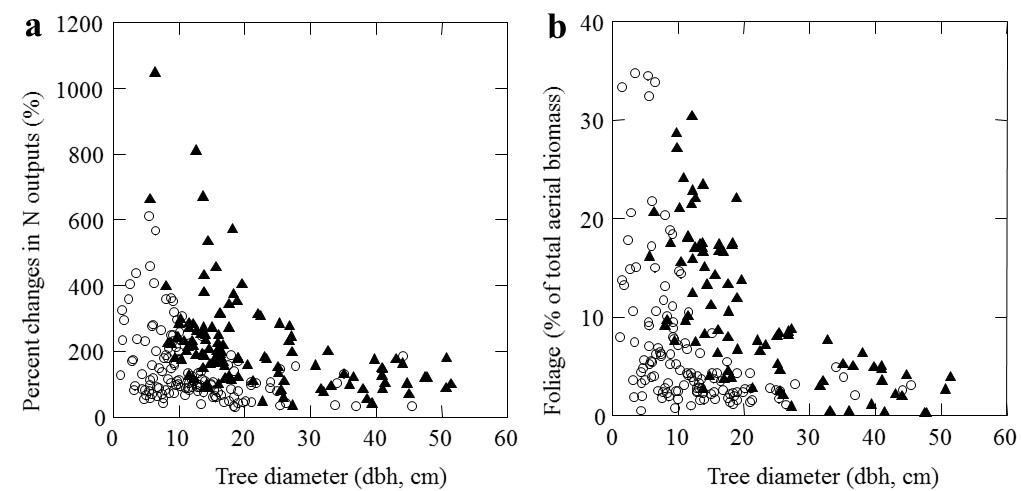 a
1200
1000
800
600
400
200
0
Percent changes in N outputs (%)
0 10 20 30 40 50 60
Tree diameter (dbh, cm)
b
40
30
20
10
0
Foliage (% of total aerial biomass)
0 10 20 30 40 50 60
Tree diameter (dbh, cm)